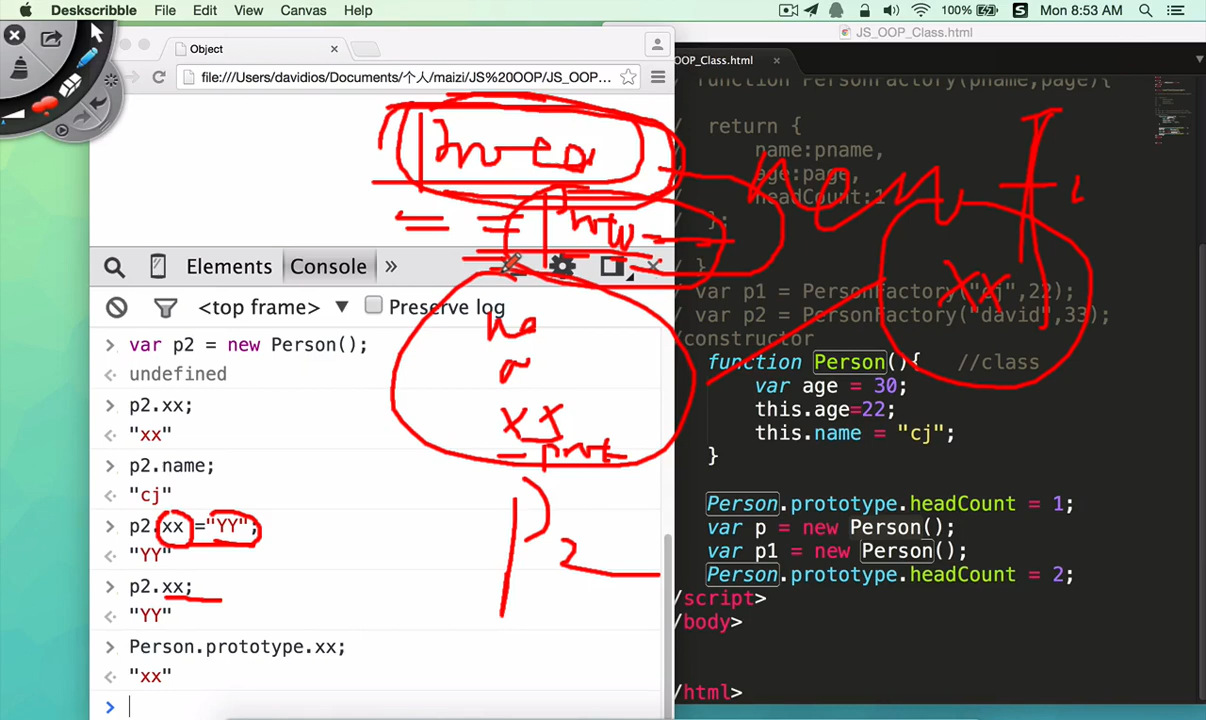 Deskscribble File Edit View Canvas Help 100% Mon 8:53 AM
Object
file:///Users/davidios/Documents/个人/maizi/JS%20OOP/JS_OOP...
Elements Console »
<top frame> ▼ Preserve log
> var p2 = new Person();
undefined
> p2.xx;
"xx"
> p2.name;
"cj"
> p2.xx ="YY";
"YY"
> p2.xx;
"YY"
> Person.prototype.xx;
"xx"
>
xx
P2
JS_OOP_Class.html
OOP_Class.html
/ function PersonFactory(pname,page){
/ return {
/ name:pname,
/ age:page,
/ headCount:1
/ };
/ }
/ var p1 = PersonFactory("cj",22);
/ var p2 = PersonFactory("david",33);
/constructor
function Person(){ //class
var age = 30;
this.age=22;
this.name = "cj";
}
Person.prototype.headCount = 1;
var p = new Person();
var p1 = new Person();
Person.prototype.headCount = 2;
/script>
/body>
/html>
xx